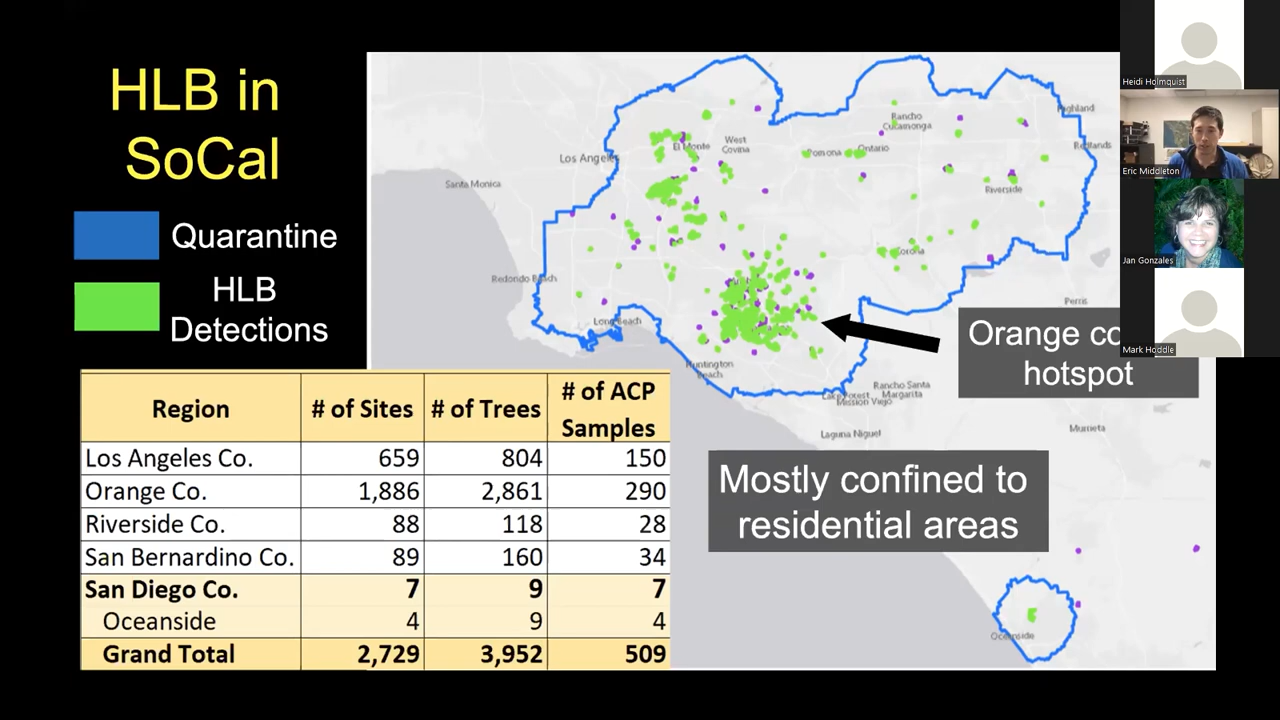 HLB in
SoCal
Quarantine
HLB
Detections
Region # of Sites # of Trees # of ACP Samples
Los Angeles Co. 659 804 150
Orange Co. 1,886 2,861 290
Riverside Co. 88 118 28
San Bernardino Co. 89 160 34
San Diego Co. 7 9 7
Oceanside 4 9 4
Grand Total 2,729 3,952 509
Los Angeles
Santa Monica
El Monte
West
Covina
Pomona
Ontario
Rancho
Cucamonga
Highland
Redlands
Riverside
Corona
Redondo Beach
Long Beach
Huntington
Beach
Perris
Rancho Santa
Margarita
Lake Forest
Mission Viejo
Laguna Niguel
Murrieta
Oceanside
Orange co
hotspot
Mostly confined to
residential areas
Heidi Holmquist
Eric Middleton
Jan Gonzales
Mark Hoddle